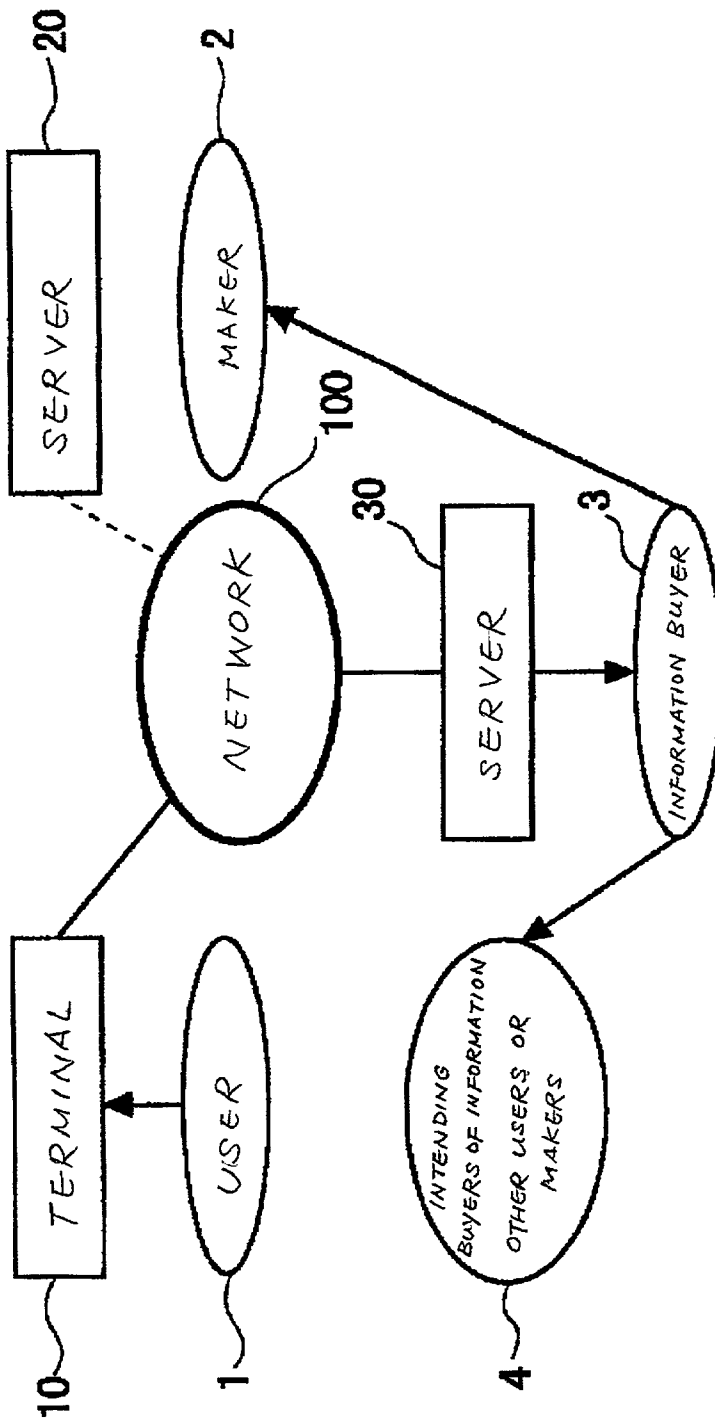 10
TERMINAL
SERVER
20
1
USER
NETWORK
100
MAKER
2
30
SERVER
4
INTENDING
BUYERS OF INFORMATION
OTHER USERS OR
MAKERS
3
INFORMATION BUYER